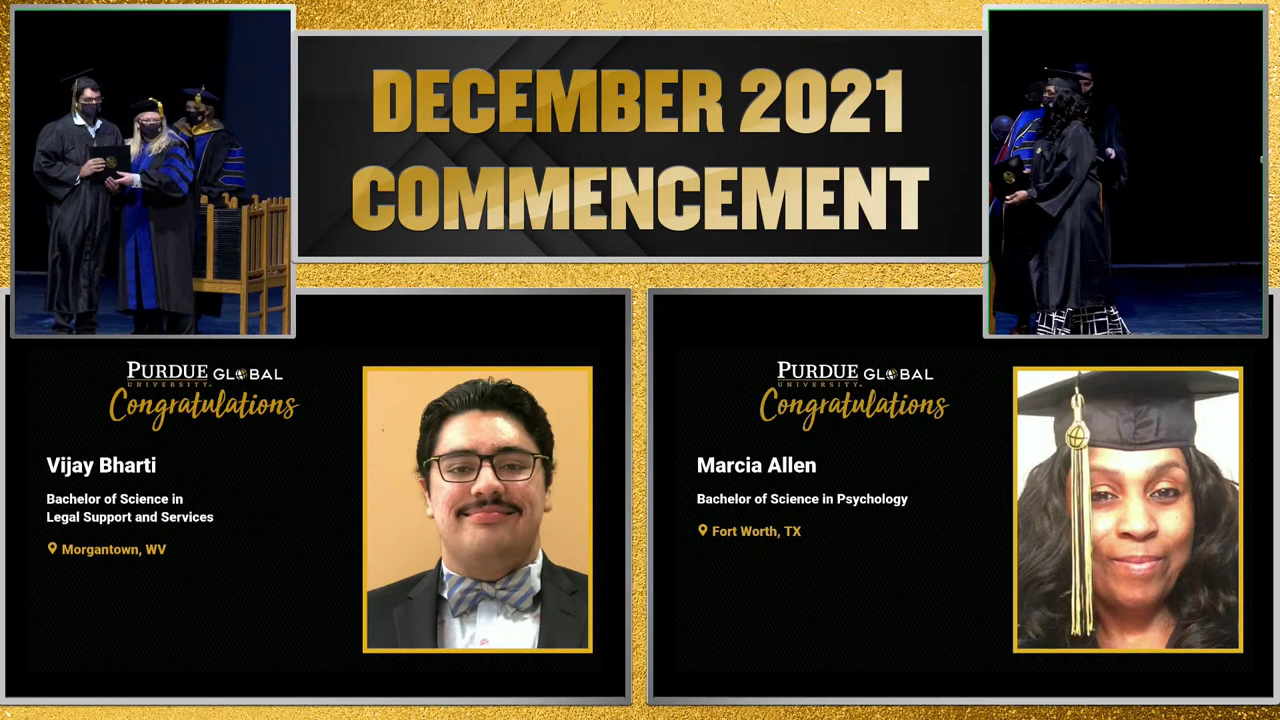 DECEMBER 2021
COMMENCEMENT
PURDUE GLOBAL
UNIVERSITY.
Congratulations
Vijay Bharti
Bachelor of Science in
Legal Support and Services
Morgantown, WV
PURDUE GLOBAL
UNIVERSITY.
Congratulations
Marcia Allen
Bachelor of Science in Psychology
Fort Worth, TX